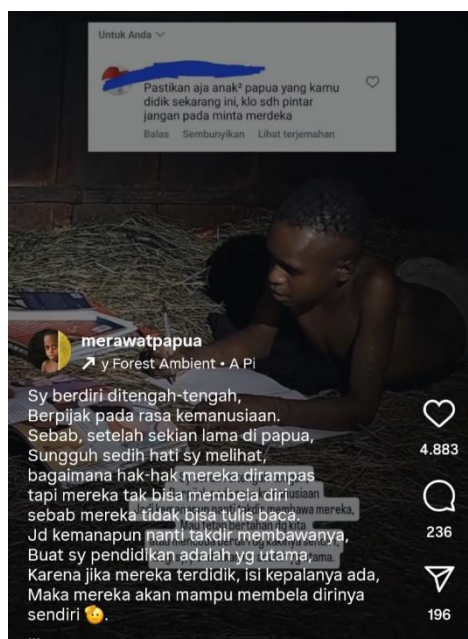 Untuk Anda
Pastikan aja anak² papua yang kamu
didik sekarang ini, klo sdh pintar
jangan pada minta merdeka
Balas Sembunyikan Lihat terjemahan
merawatpapua
y Forest Ambient • A Pi
Sy berdiri ditengah-tengah,
Berpijak pada rasa kemanusiaan.
Sebab, setelah sekian lama di papua,
Sungguh sedih hati sy melihat,
bagaimana hak-hak mereka dirampas
tapi mereka tak bisa membela diri
sebab mereka tidak bisa tulis baca.
Jd kemanapun nanti takdir membawanya,
Buat sy pendidikan adalah yg utama,
Karena jika mereka terdidik, isi kepalanya ada,
Maka mereka akan mampu membela dirinya
sendiri 🫡.
...
4.883
236
196